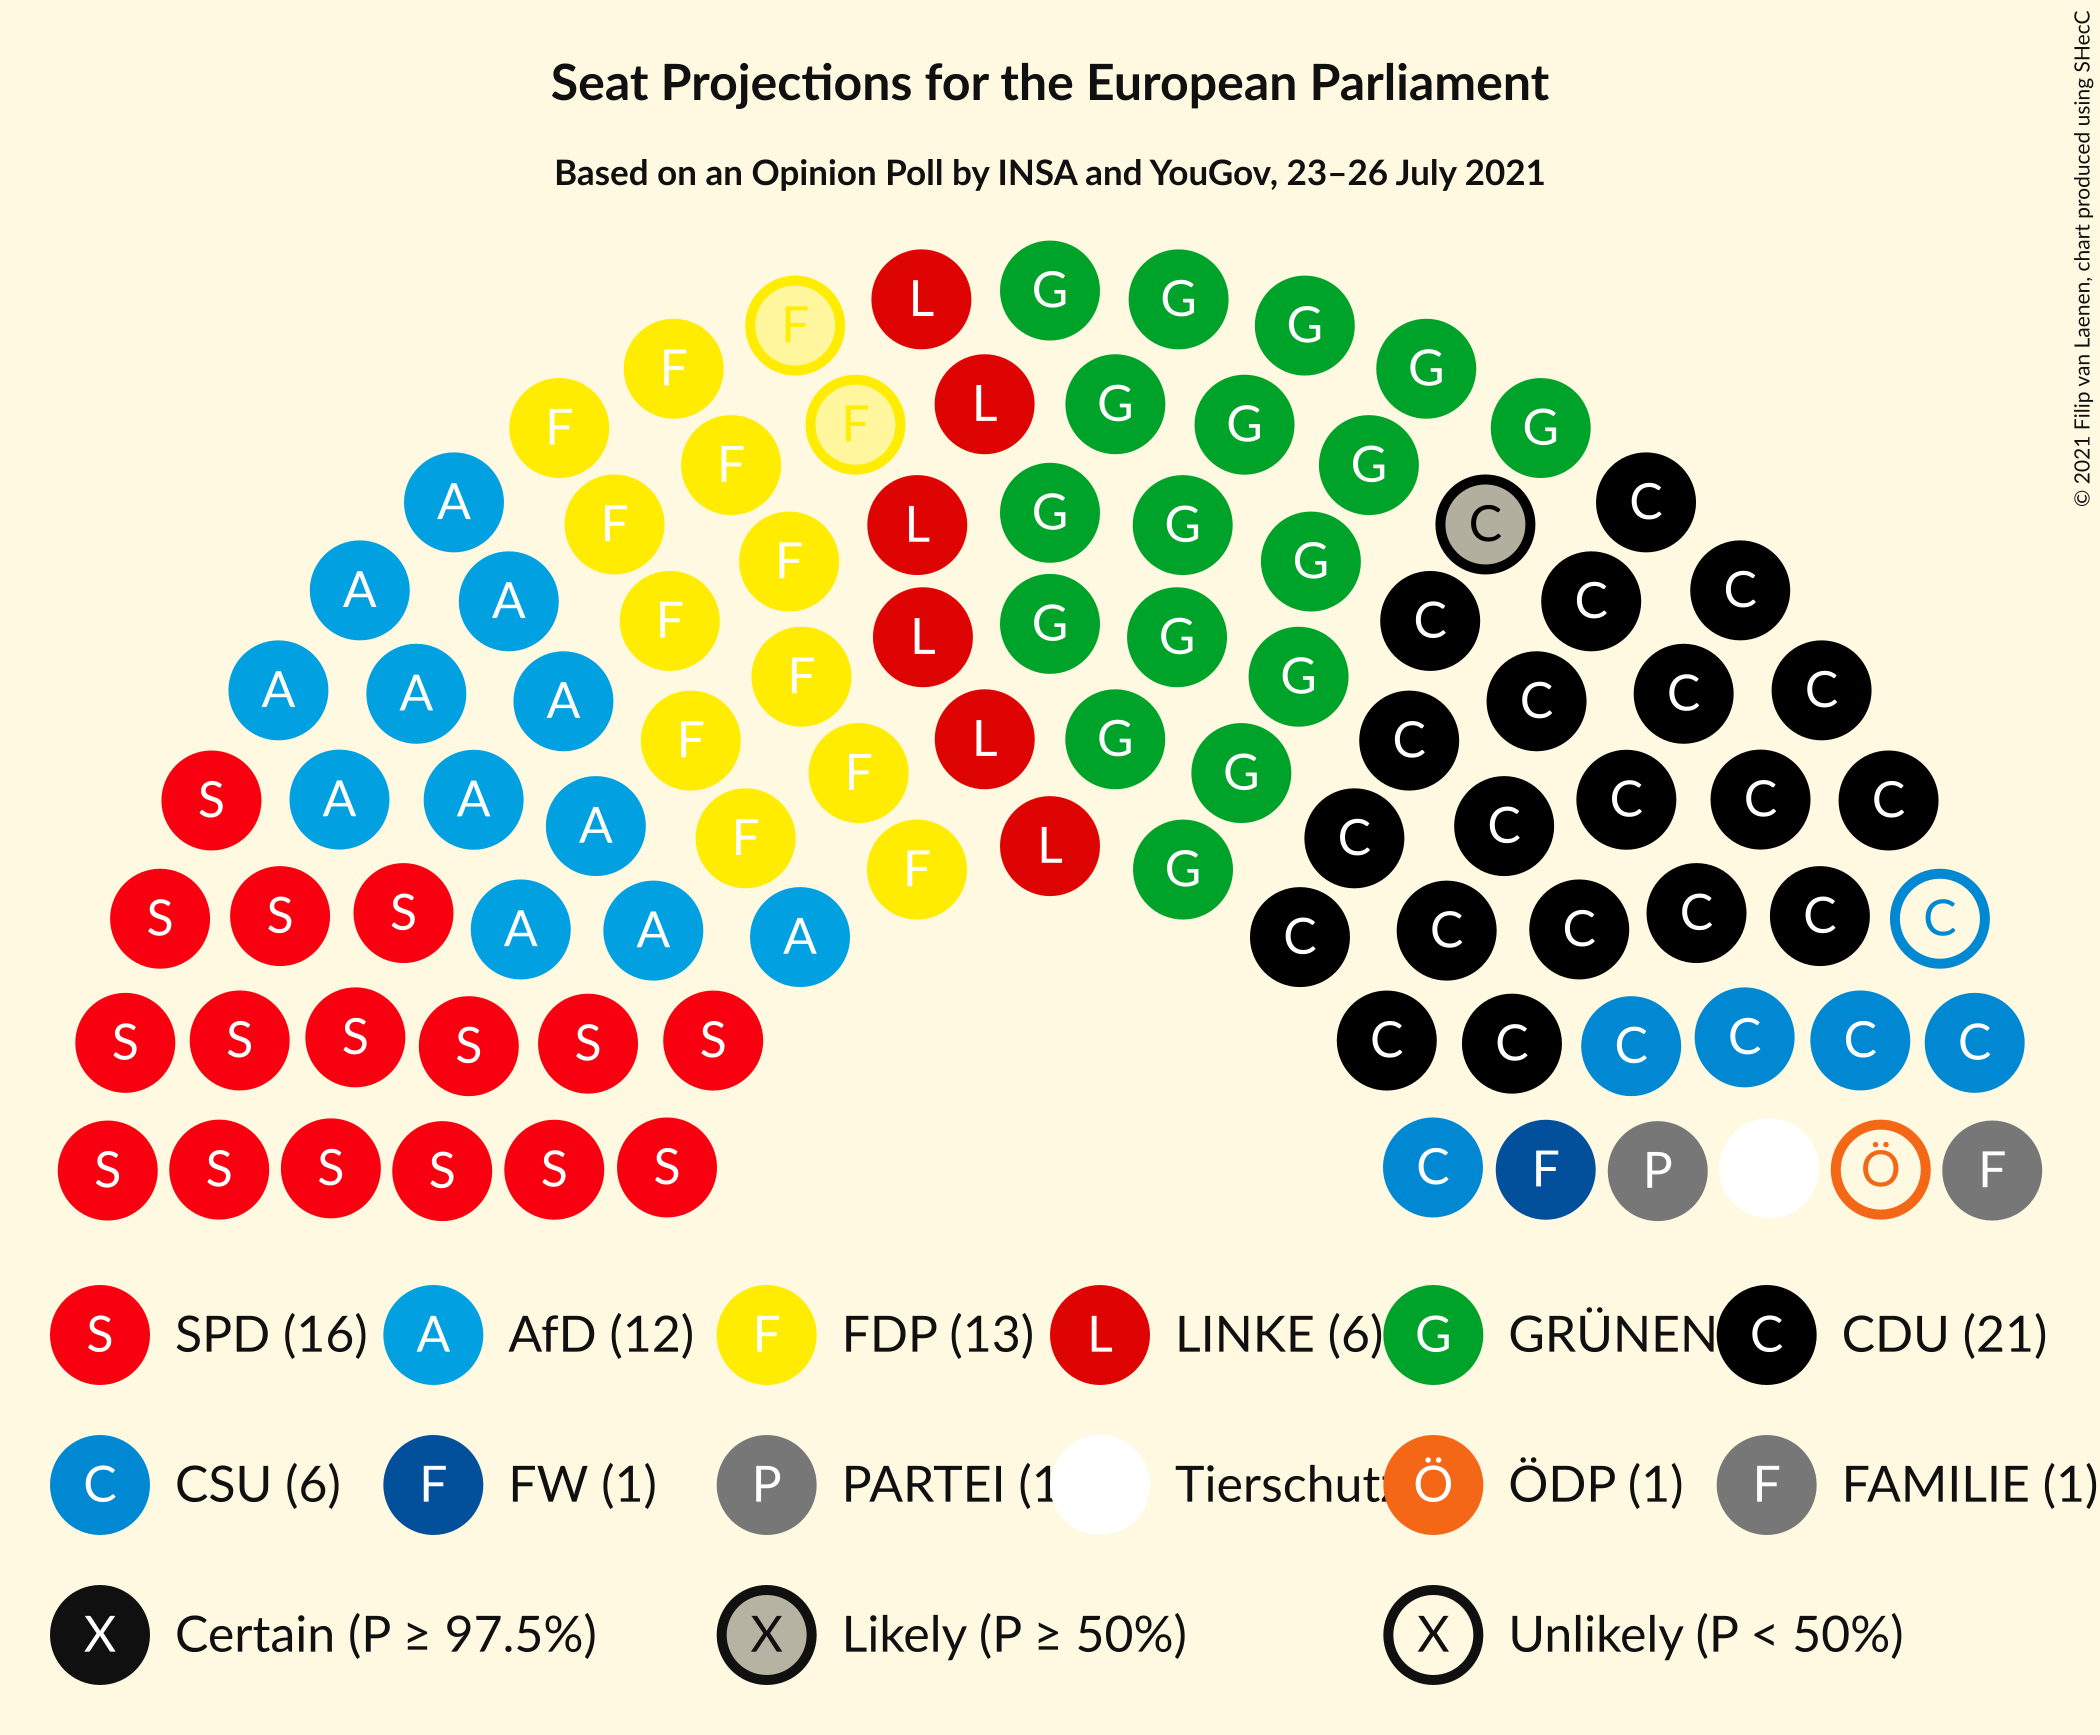 Seat Projections for the European Parliament
Based on an Opinion Poll by INSA and YouGov, 23–26 July 2021
© 2021 Filip van Laenen, chart produced using SHecC
L G G
F G
F G
F L G G G
F F G
A F C C
F L G G
F G
A A F C C C
L G G
A A A F G C C C
F F L G C
S A A A F G C C C C
F L G C
S S S A A A F G C C C C C C
S S S S S S C C C C C C
S S S S S S C F P Ö F
S SPD (16) A AfD (12) F FDP (13) L LINKE (6) G GRÜNEN C CDU (21)
C CSU (6) F FW (1) P PARTEI (1 Tierschutz Ö ÖDP (1) F FAMILIE (1)
X Certain (P ≥ 97.5%) X Likely (P ≥ 50%) X Unlikely (P < 50%)